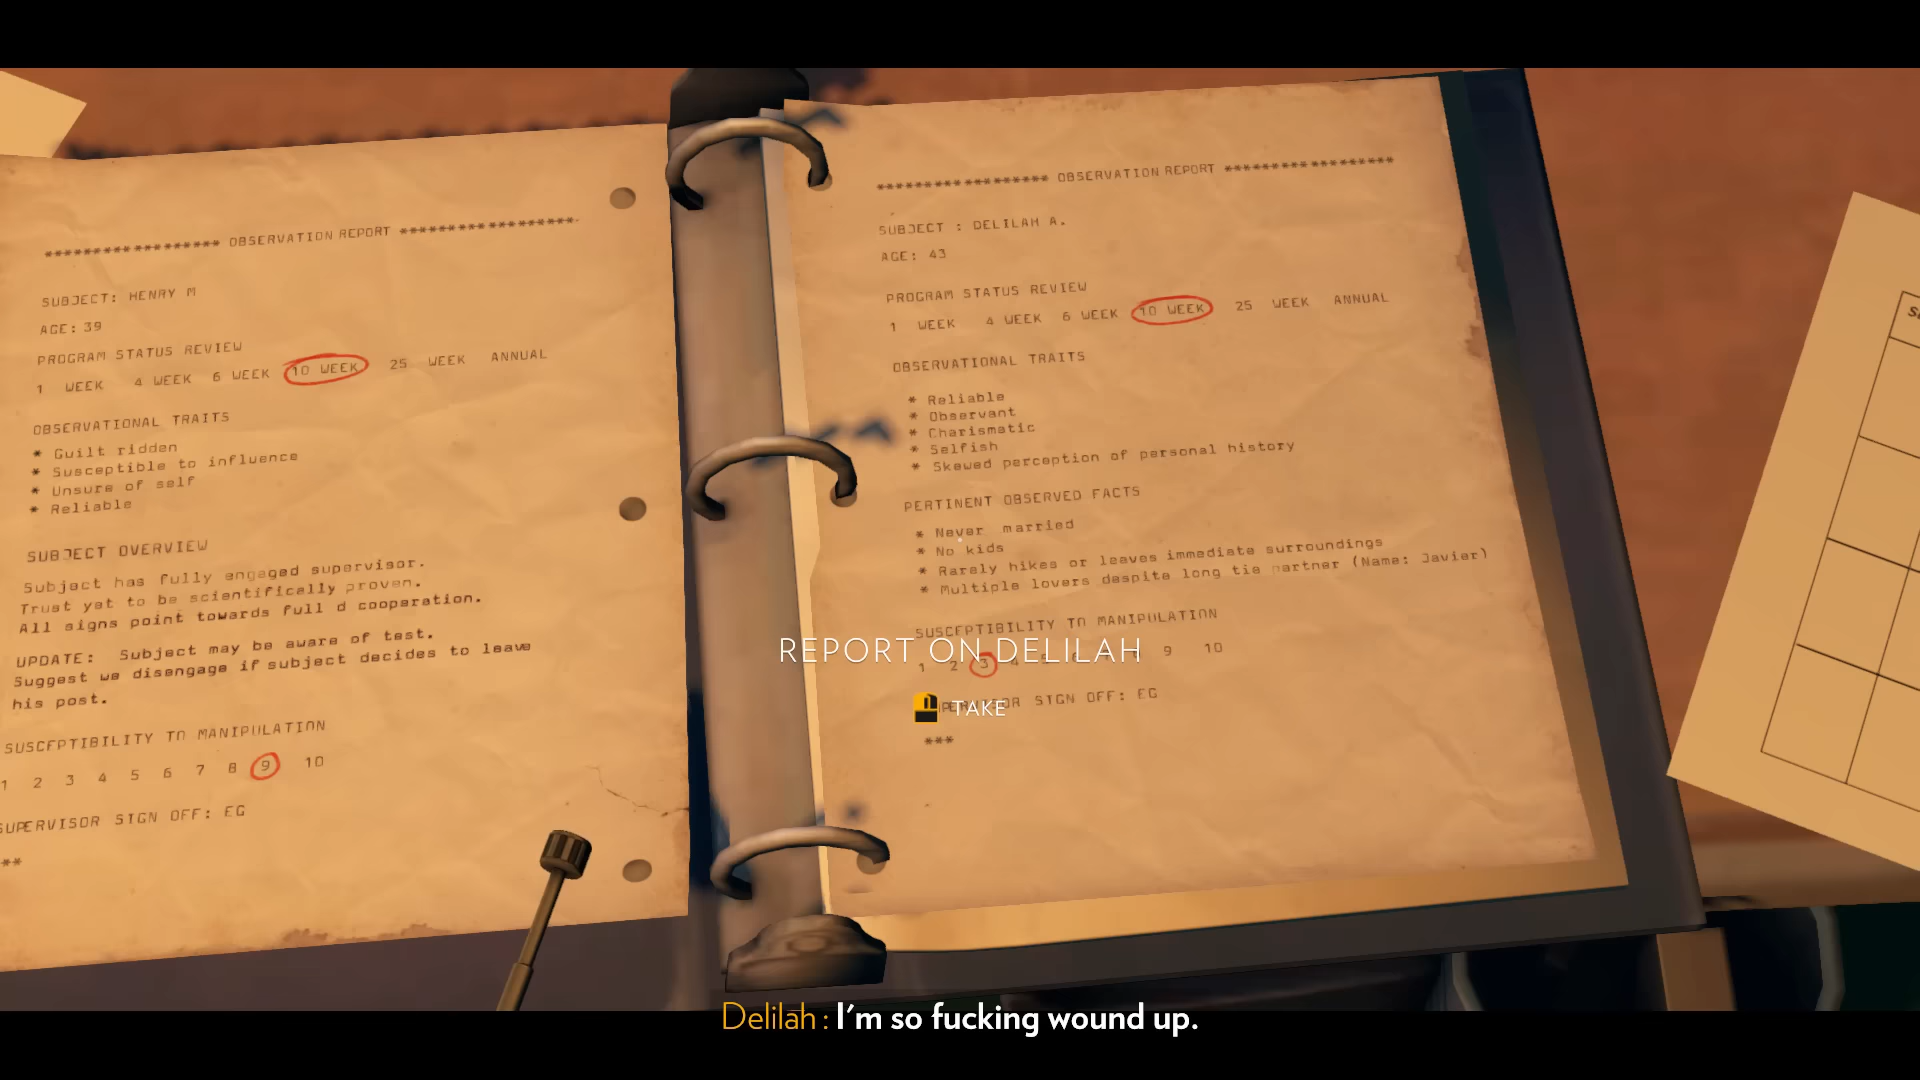 ****************** OBSERVATION REPORT ******************
SUBJECT: HENRY M
AGE: 39
PROGRAM STATUS REVIEW
1 WEEK 4 WEEK 6 WEEK 10 WEEK 25 WEEK ANNUAL
OBSERVATIONAL TRAITS
* Guilt ridden
* Susceptible to influence
* Unsure of self
* Reliable
SUBJECT OVERVIEW
Subject has fully engaged supervisor.
Trust yet to be scientifically proven.
All signs point towards full d cooperation.
UPDATE: Subject may be aware of test.
Suggest we disengage if subject decides to leave
his post.
SUSCEPTIBILITY TO MANIPULATION
1 2 3 4 5 6 7 8 9 10
SUPERVISOR SIGN OFF: EG
**
****************** OBSERVATION REPORT ******************
SUBJECT : DELILAH A.
AGE: 43
PROGRAM STATUS REVIEW
1 WEEK 4 WEEK 6 WEEK 10 WEEK 25 WEEK ANNUAL
OBSERVATIONAL TRAITS
* Reliable
* Observant
* Charismatic
* Selfish
* Skewed perception of personal history
PERTINENT OBSERVED FACTS
* Never married
* No kids
* Rarely hikes or leaves immediate surroundings
* Multiple lovers despite long tie partner (Name: Javier)
SUSCEPTIBILITY TO MANIPULATION
REPORT ON DELILAH
1 2 3 4 9 10
SIGN OFF: EG
TAKE
***
Delilah : I'm so fucking wound up.